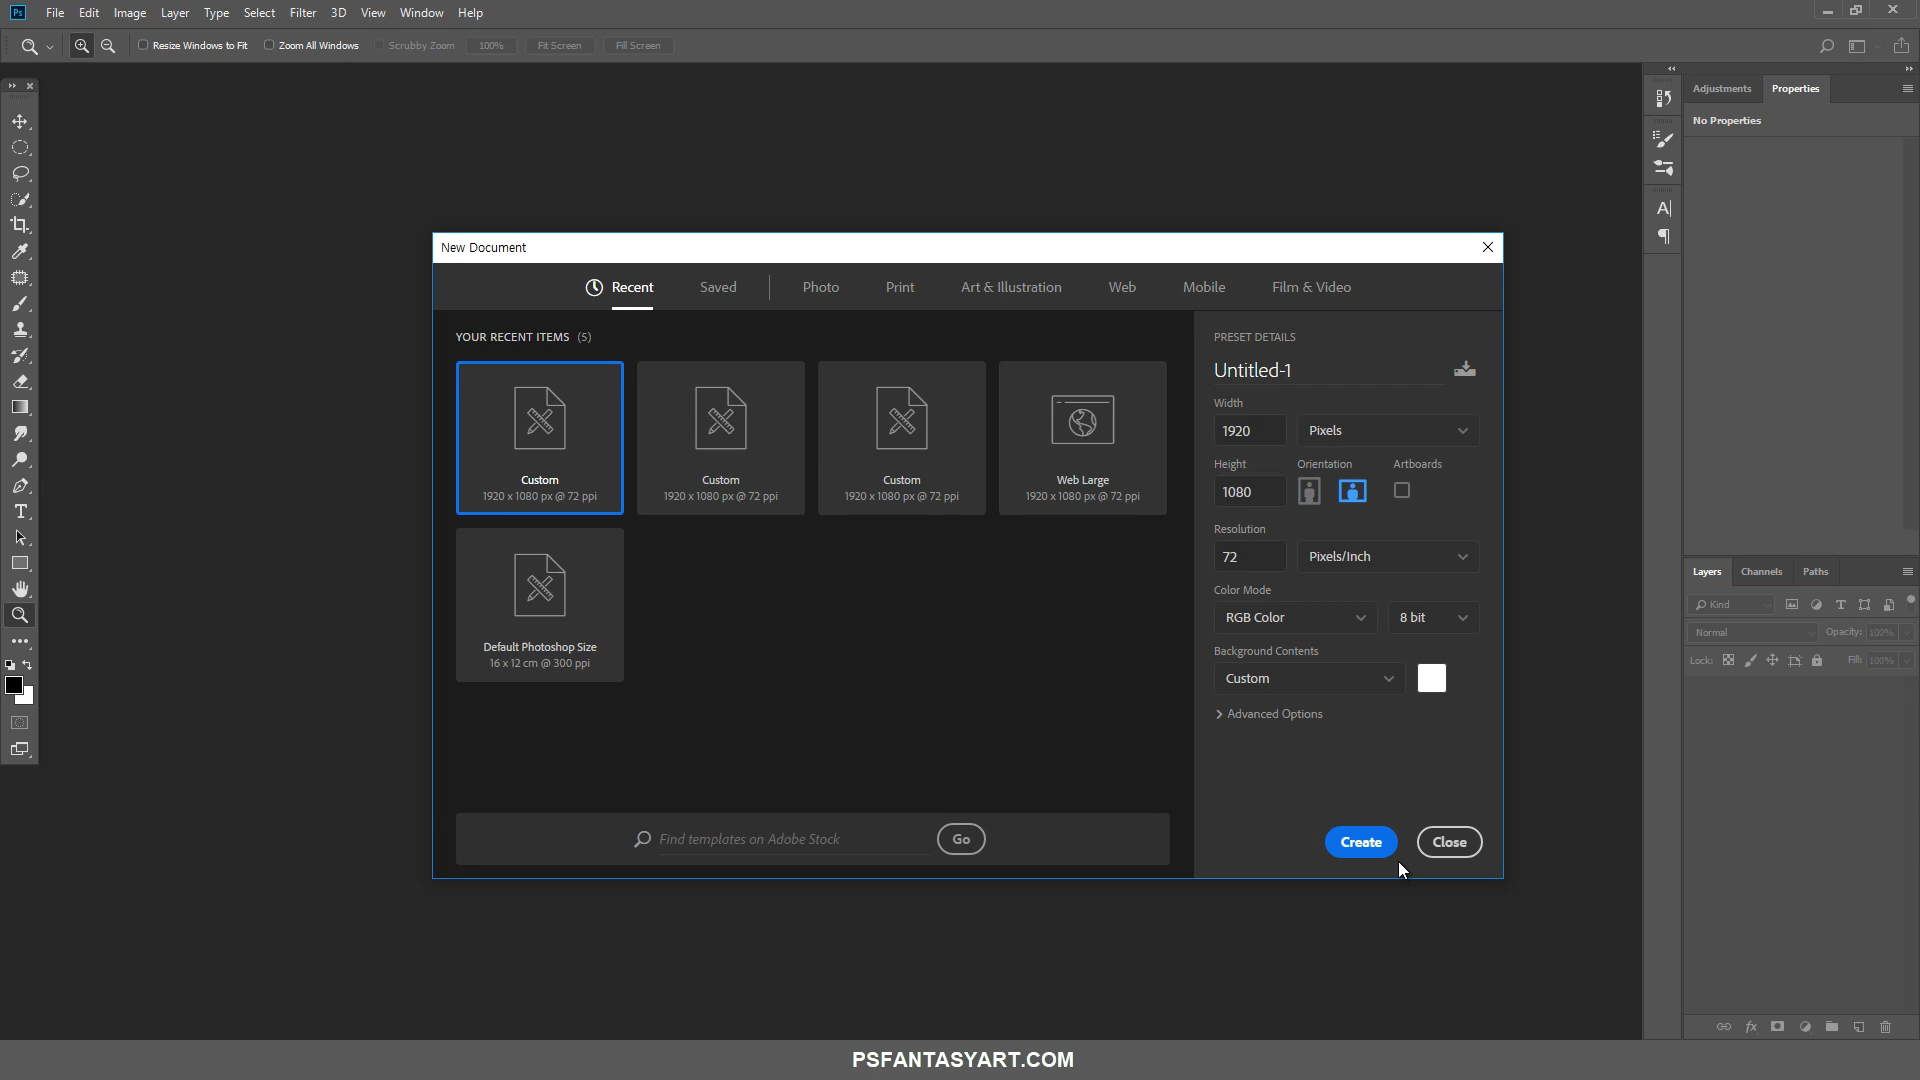 Ps File Edit Image Layer Type Select Filter 3D View Window Help
Resize Windows to Fit Zoom All Windows Scrubby Zoom 100% Fit Screen Fill Screen
Adjustments Properties
No Properties
New Document
Recent Saved Photo Print Art & Illustration Web Mobile Film & Video
YOUR RECENT ITEMS (5)
Custom
1920 x 1080 px @ 72 ppi
Custom
1920 x 1080 px @ 72 ppi
Custom
1920 x 1080 px @ 72 ppi
Web Large
1920 x 1080 px @ 72 ppi
Default Photoshop Size
16 x 12 cm @ 300 ppi
Find templates on Adobe Stock Go
PRESET DETAILS
Untitled-1
Width
1920 Pixels
Height Orientation Artboards
1080
Resolution
72 Pixels/Inch
Color Mode
RGB Color 8 bit
Background Contents
Custom
Advanced Options
Create Close
Layers Channels Paths
Kind
Normal Opacity: 100%
Lock: Fill: 100%
fx
PSFANTASYART.COM